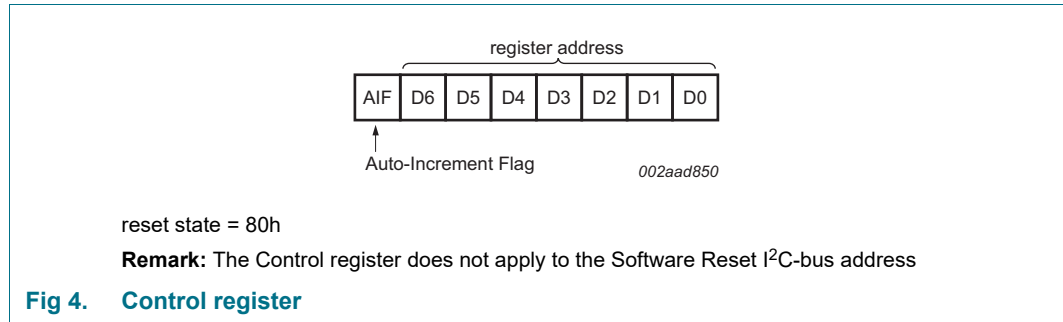 register address
AIF D6 D5 D4 D3 D2 D1 D0
Auto-Increment Flag
002aad850
reset state = 80h
Remark: The Control register does not apply to the Software Reset I²C-bus address
Fig 4. Control register